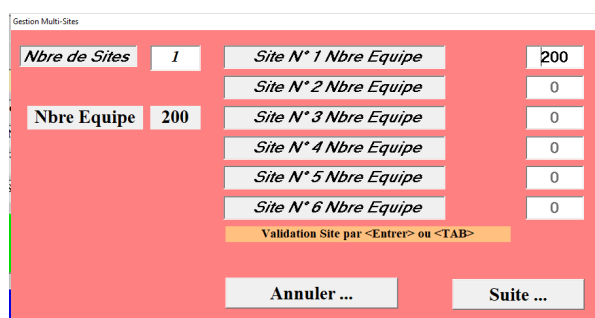 Gestion Multi-Sites
Nbre de Sites 1 Site N° 1 Nbre Equipe 200
Site N° 2 Nbre Equipe 0
Nbre Equipe 200 Site N° 3 Nbre Equipe 0
Site N° 4 Nbre Equipe 0
Site N° 5 Nbre Equipe 0
Site N° 6 Nbre Equipe 0
Validation Site par <Entrer> ou <TAB>
Annuler ... Suite ...